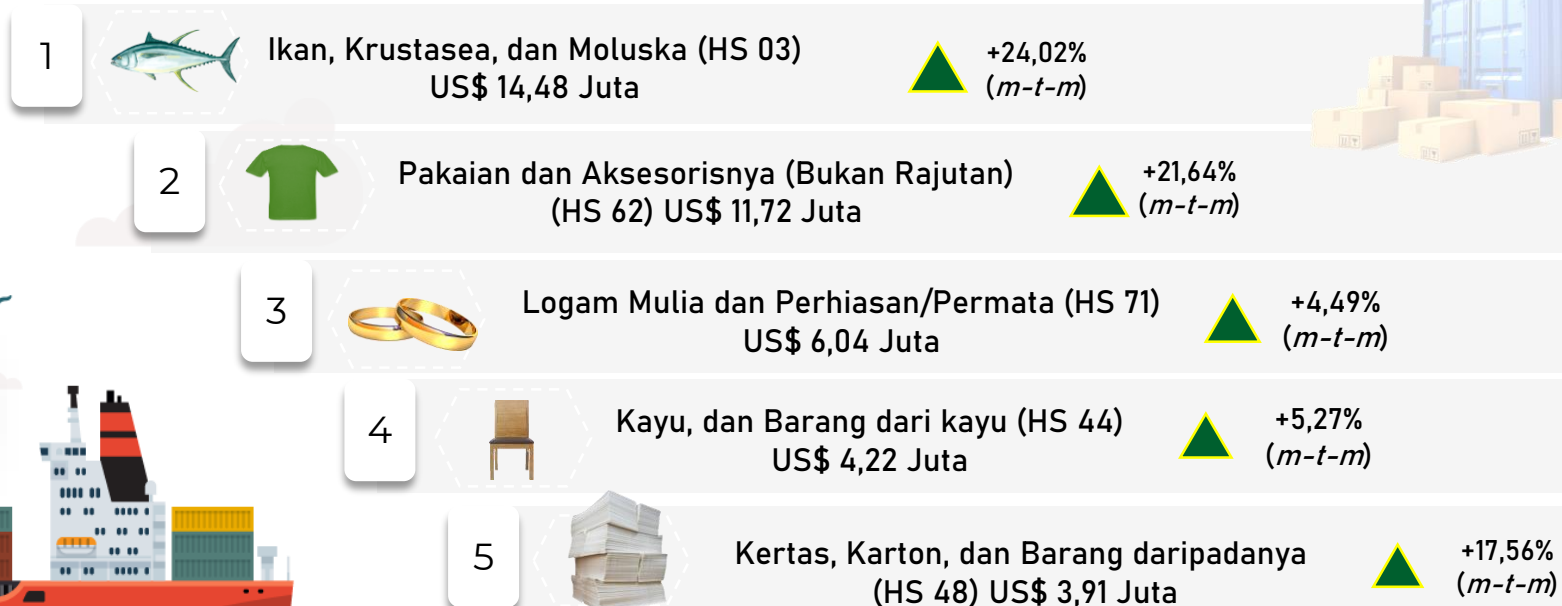 1
Ikan, Krustasea, dan Moluska (HS 03)
US$ 14,48 Juta
+24,02%
(m-t-m)
2
Pakaian dan Aksesorisnya (Bukan Rajutan)
(HS 62) US$ 11,72 Juta
+21,64%
(m-t-m)
3
Logam Mulia dan Perhiasan/Permata (HS 71)
US$ 6,04 Juta
+4,49%
(m-t-m)
4
Kayu, dan Barang dari kayu (HS 44)
US$ 4,22 Juta
+5,27%
(m-t-m)
5
Kertas, Karton, dan Barang daripadanya
(HS 48) US$ 3,91 Juta
+17,56%
(m-t-m)